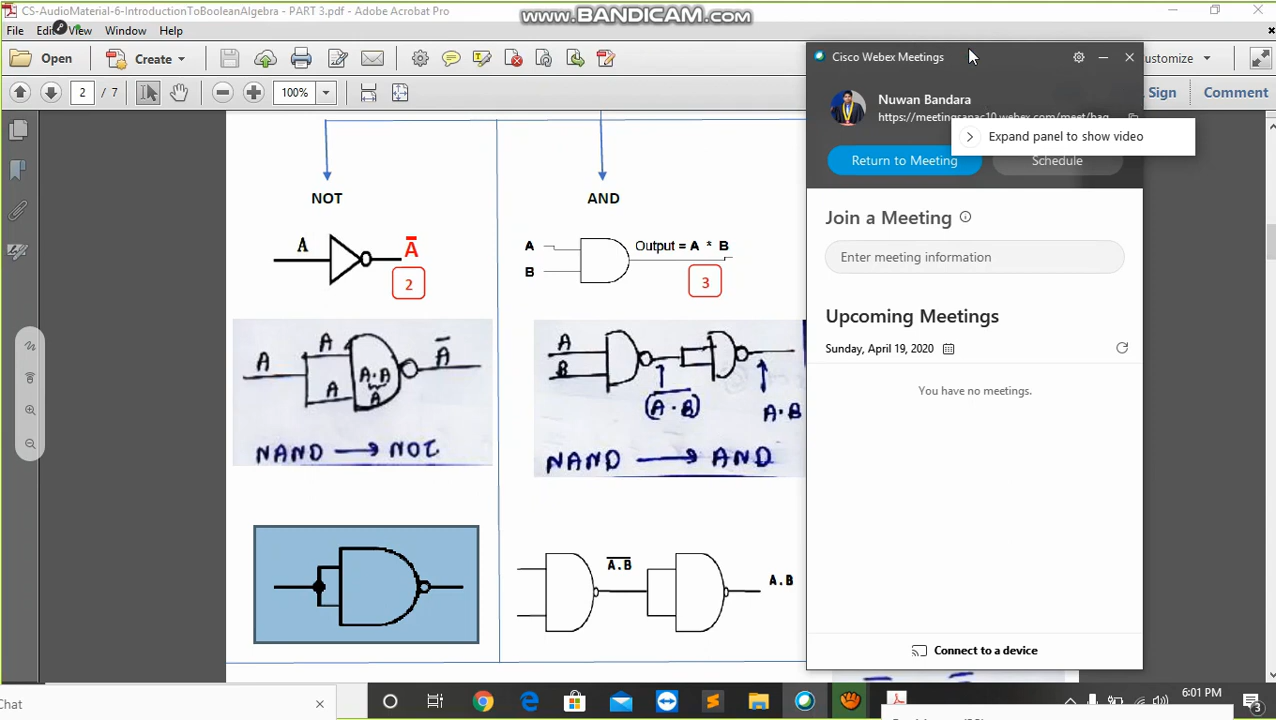 CS-AudioMaterial-6-IntroductionToBooleanAlgebra - PART 3.pdf - Adobe Acrobat Pro
www.BANDICAM.com
File Edit View Window Help
Open
Create
Customize
2 / 7
100%
Sign
Comment
Cisco Webex Meetings
Nuwan Bandara
Expand panel to show video
Return to Meeting
Schedule
Join a Meeting
Enter meeting information
Upcoming Meetings
Sunday, April 19, 2020
You have no meetings.
Connect to a device
NOT
A
A̅
2
A
A
A
A·A
A
A̅
NAND → NOT
AND
A
B
Output = A * B
3
A
B
(A̅·̅B̅)
A·B
NAND → AND
A̅.̅B̅
A.B
Chat
6:01 PM
3